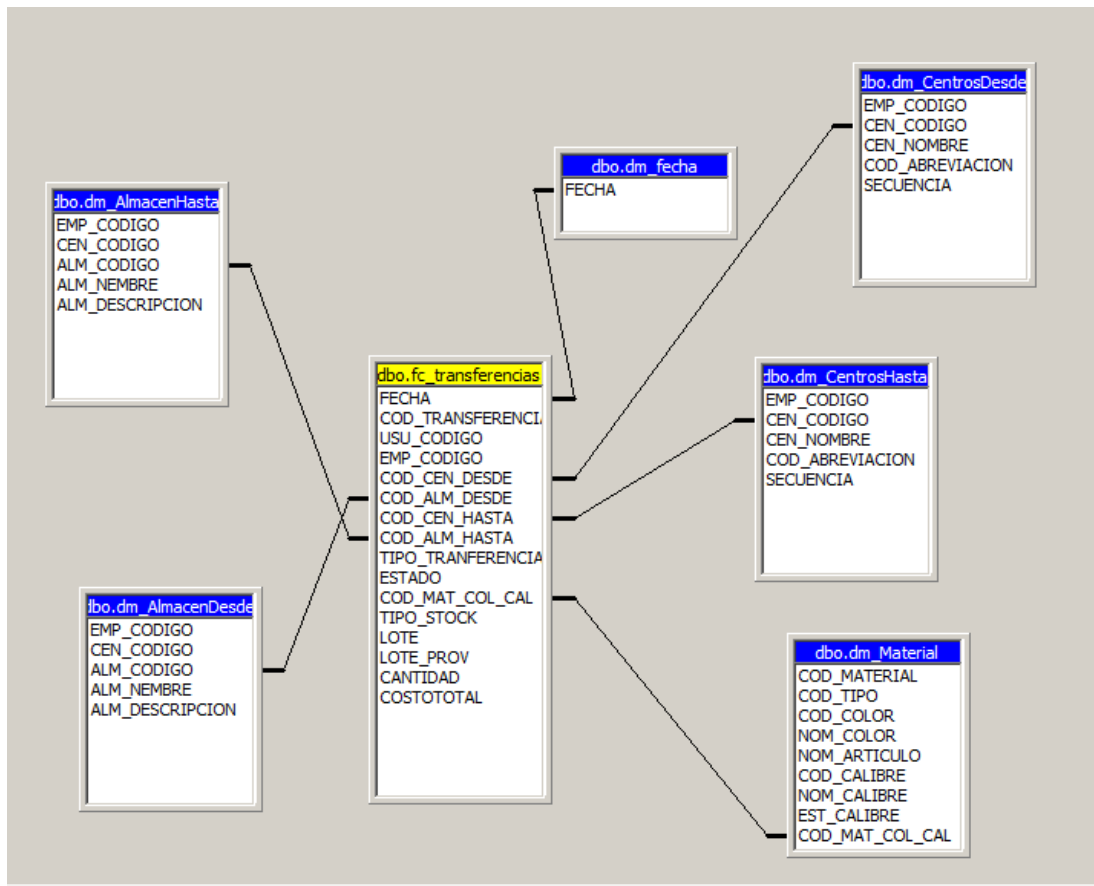 dbo.dm_CentrosDesde
EMP_CODIGO
CEN_CODIGO
CEN_NOMBRE
COD_ABREVIACION
SECUENCIA
dbo.dm_fecha
FECHA
dbo.dm_AlmacenHasta
EMP_CODIGO
CEN_CODIGO
ALM_CODIGO
ALM_NEMBRE
ALM_DESCRIPCION
dbo.fc_transferencias
FECHA
COD_TRANSFERENCI
USU_CODIGO
EMP_CODIGO
COD_CEN_DESDE
COD_ALM_DESDE
COD_CEN_HASTA
COD_ALM_HASTA
TIPO_TRANFERENCIA
ESTADO
COD_MAT_COL_CAL
TIPO_STOCK
LOTE
LOTE_PROV
CANTIDAD
COSTOTOTAL
dbo.dm_CentrosHasta
EMP_CODIGO
CEN_CODIGO
CEN_NOMBRE
COD_ABREVIACION
SECUENCIA
dbo.dm_AlmacenDesde
EMP_CODIGO
CEN_CODIGO
ALM_CODIGO
ALM_NEMBRE
ALM_DESCRIPCION
dbo.dm_Material
COD_MATERIAL
COD_TIPO
COD_COLOR
NOM_COLOR
NOM_ARTICULO
COD_CALIBRE
NOM_CALIBRE
EST_CALIBRE
COD_MAT_COL_CAL